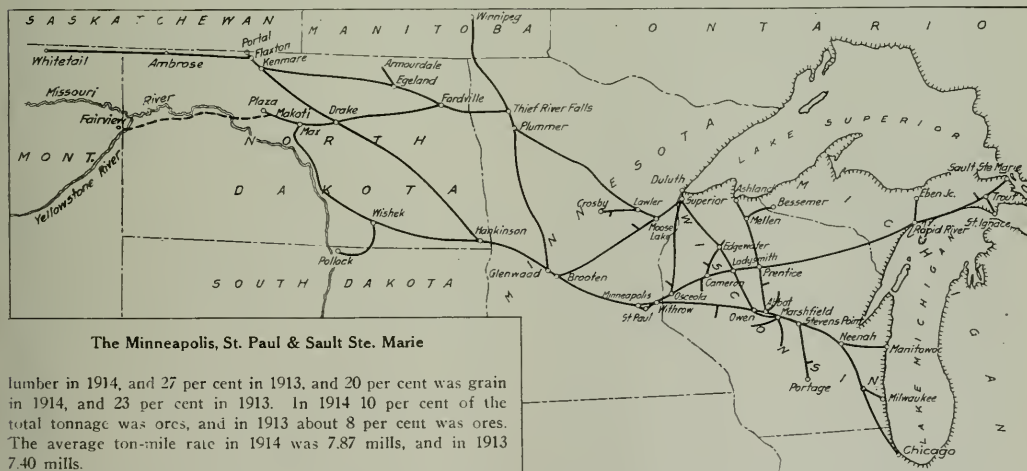 SASKATCHEWAN
MANITOBA
ONTARIO
Winnipeg
Portal
Flaxton
Kenmare
Whitetail
Ambrose
Armourdale
Egeland
Missouri
River
Plaza
Makoti
Max
Drake
Fordville
Thief River Falls
Plummer
Fairview
MONT.
Yellowstone River
NORTH
DAKOTA
MINNESOTA
LAKE SUPERIOR
Sault Ste Marie
Duluth
Superior
Ashland
Bessemer
Mellen
Eben Jc.
Trout
St. Ignace
Rapid River
MICHIGAN
Crosby
Lawler
Moose
Lake
Wishek
Hankinson
Pollock
Glenwood
Brooten
Edgewater
Ladysmith
Cameron
Prentice
SOUTH DAKOTA
WISCONSIN
Minneapolis
St Paul
Osceola
Withrow
Owen
Marshfield
Stevens Point
Neenah
Manitowoc
Portage
Milwaukee
Chicago
LAKE MICHIGAN
The Minneapolis, St. Paul & Sault Ste. Marie
lumber in 1914, and 27 per cent in 1913, and 20 per cent was grain
in 1914, and 23 per cent in 1913. In 1914 10 per cent of the
total tonnage was ores, and in 1913 about 8 per cent was ores.
The average ton-mile rate in 1914 was 7.87 mills, and in 1913
7.40 mills.